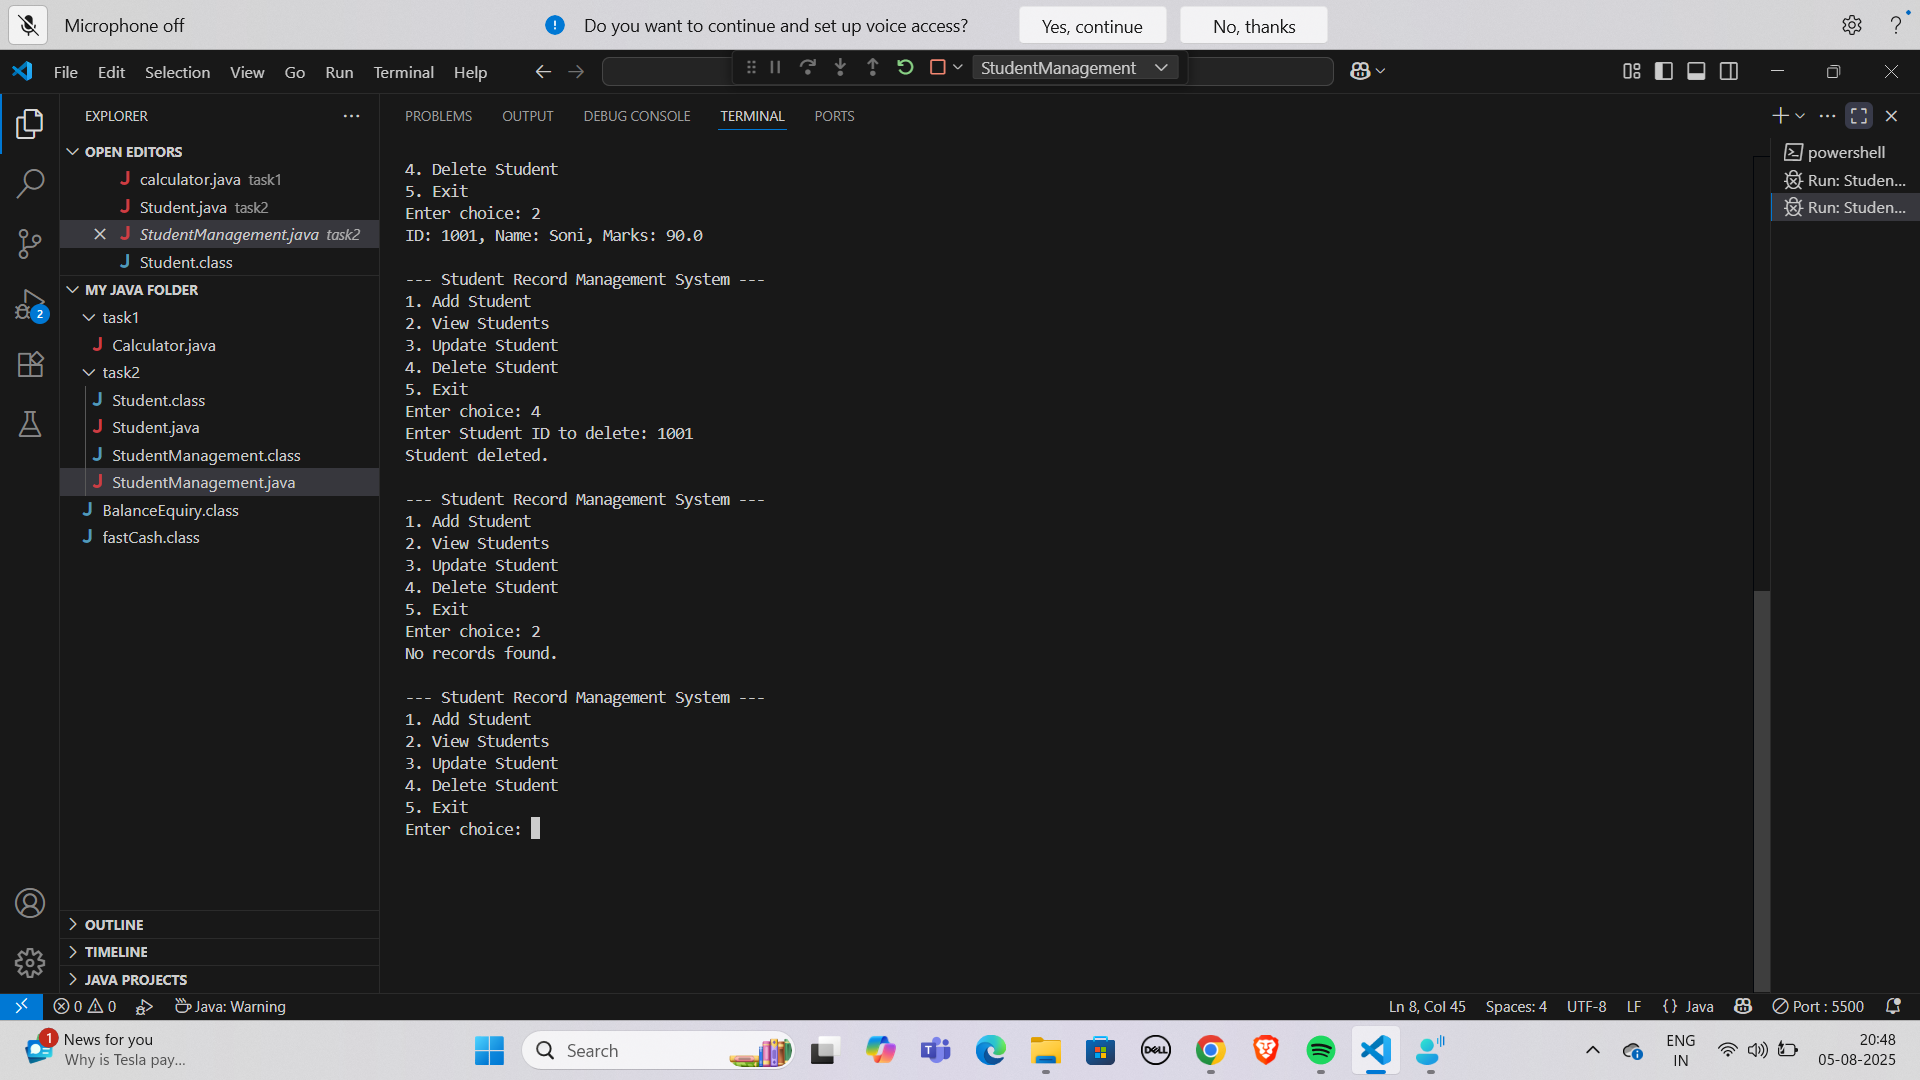 Microphone off
Do you want to continue and set up voice access?
Yes, continue
No, thanks
File Edit Selection View Go Run Terminal Help
StudentManagement
EXPLORER
OPEN EDITORS
calculator.java task1
Student.java task2
StudentManagement.java task2
Student.class
MY JAVA FOLDER
task1
Calculator.java
task2
Student.class
Student.java
StudentManagement.class
StudentManagement.java
BalanceEquiry.class
fastCash.class
OUTLINE
TIMELINE
JAVA PROJECTS
2
PROBLEMS OUTPUT DEBUG CONSOLE TERMINAL PORTS
4. Delete Student
5. Exit
Enter choice: 2
ID: 1001, Name: Soni, Marks: 90.0
--- Student Record Management System ---
1. Add Student
2. View Students
3. Update Student
4. Delete Student
5. Exit
Enter choice: 4
Enter Student ID to delete: 1001
Student deleted.
--- Student Record Management System ---
1. Add Student
2. View Students
3. Update Student
4. Delete Student
5. Exit
Enter choice: 2
No records found.
--- Student Record Management System ---
1. Add Student
2. View Students
3. Update Student
4. Delete Student
5. Exit
Enter choice:
powershell
Run: Studen...
Run: Studen...
0 0 Java: Warning
Ln 8, Col 45 Spaces: 4 UTF-8 LF {} Java Port : 5500
1
News for you
Why is Tesla pay...
Search
DELL
ENG
IN
20:48
05-08-2025